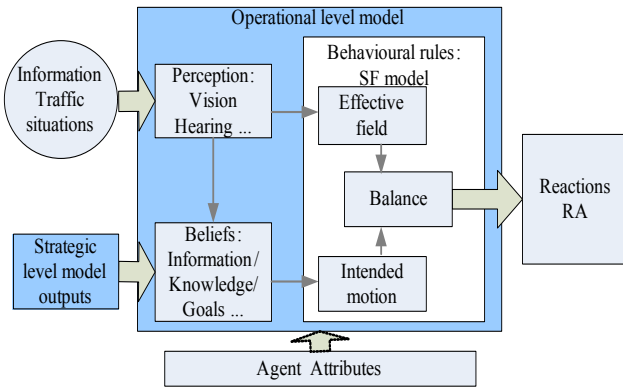 Operational level model
Information
Traffic
situations
Perception:
Vision
Hearing ...
Behavioural rules:
SF model
Effective
field
Balance
Reactions
RA
Strategic
level model
outputs
Beliefs:
Information/
Knowledge/
Goals ...
Intended
motion
Agent Attributes